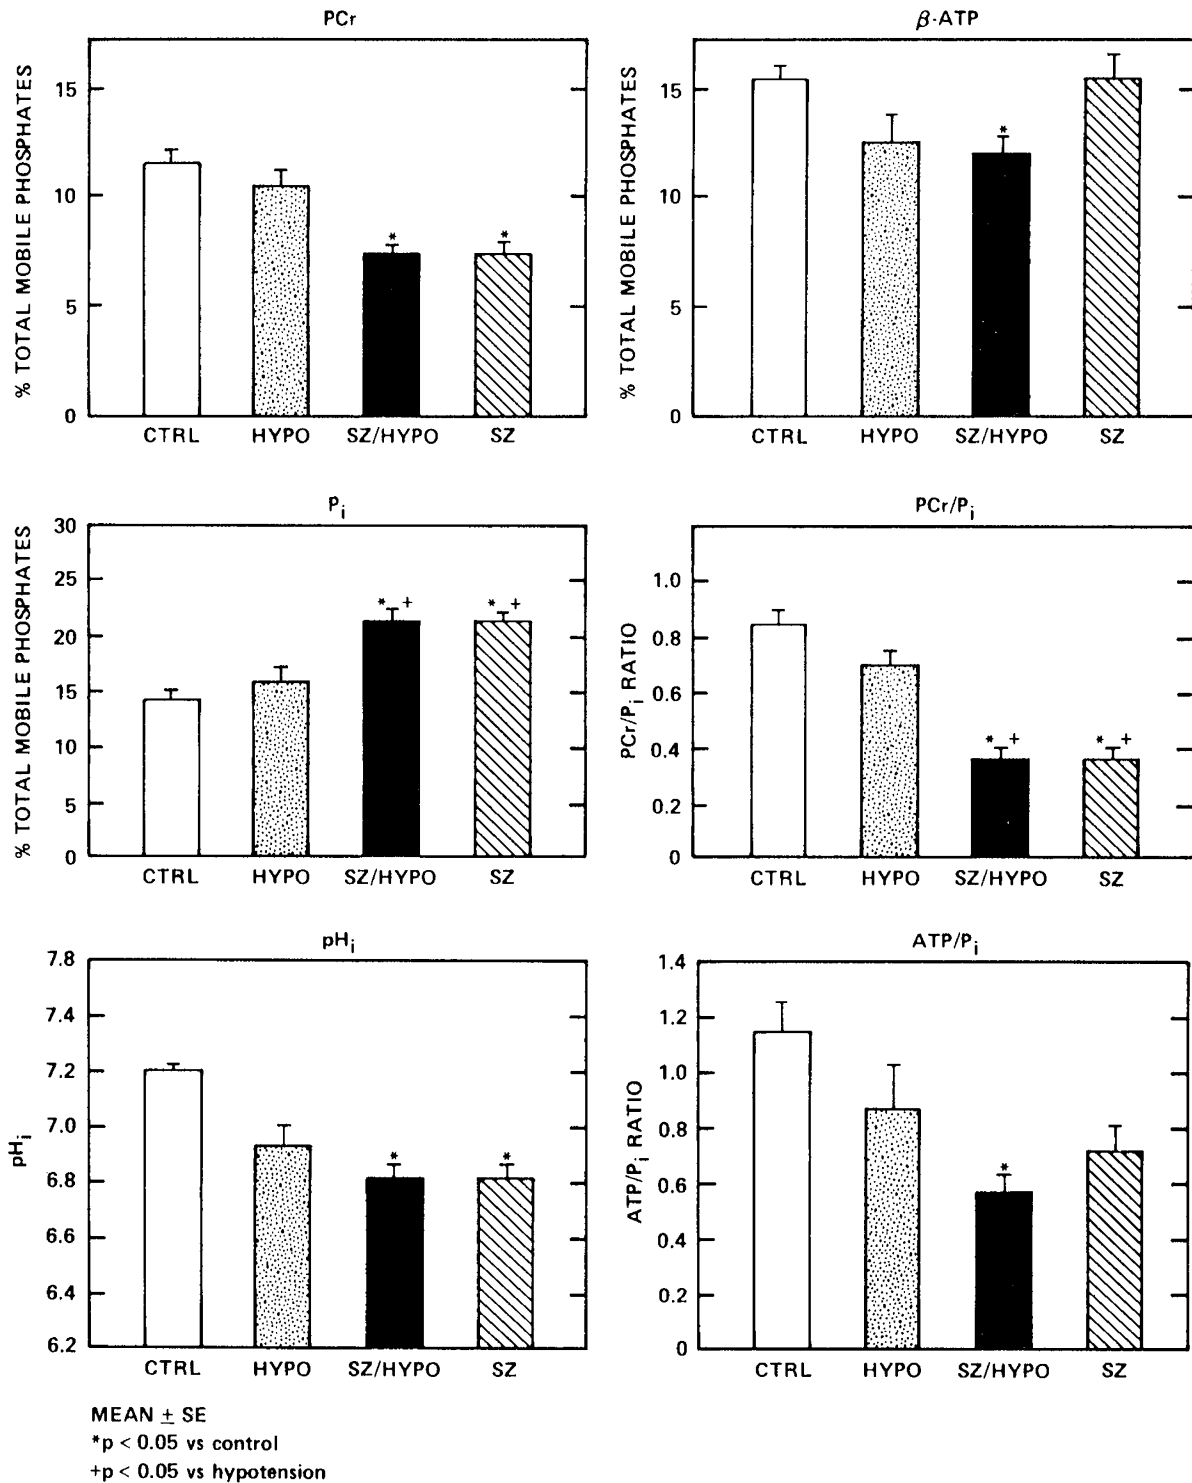 PCr
% TOTAL MOBILE PHOSPHATES
15
10
5
0
* *
CTRL HYPO SZ/HYPO SZ
β-ATP
% TOTAL MOBILE PHOSPHATES
15
10
5
0
*
CTRL HYPO SZ/HYPO SZ
Pi
% TOTAL MOBILE PHOSPHATES
30
25
20
15
10
5
0
* + * +
CTRL HYPO SZ/HYPO SZ
PCr/Pi
PCr/Pi RATIO
1.0
0.8
0.6
0.4
0.2
0
* + * +
CTRL HYPO SZ/HYPO SZ
pHi
pHi
7.8
7.4
7.2
7.0
6.8
6.6
6.4
6.2
* *
CTRL HYPO SZ/HYPO SZ
ATP/Pi
ATP/Pi RATIO
1.4
1.2
1.0
0.8
0.6
0.4
0.2
0
*
CTRL HYPO SZ/HYPO SZ
MEAN ± SE
*p < 0.05 vs control
+p < 0.05 vs hypotension